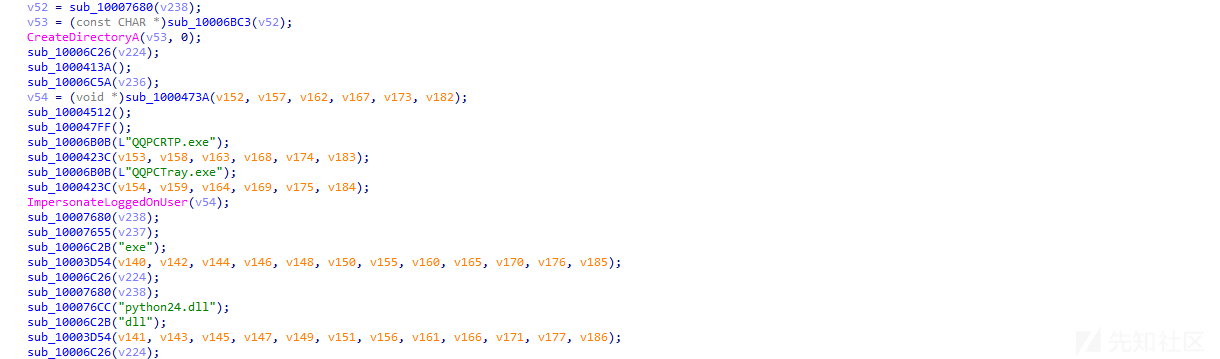 v52 = sub_10007680(v238);
v53 = (const CHAR *)sub_10006BC3(v52);
CreateDirectoryA(v53, 0);
sub_10006C26(v224);
sub_1000413A();
sub_10006C5A(v236);
v54 = (void *)sub_1000473A(v152, v157, v162, v167, v173, v182);
sub_10004512();
sub_100047FF();
sub_10006B0B(L"QQPCRTP.exe");
sub_1000423C(v153, v158, v163, v168, v174, v183);
sub_10006B0B(L"QQPCTray.exe");
sub_1000423C(v154, v159, v164, v169, v175, v184);
ImpersonateLoggedOnUser(v54);
sub_10007680(v238);
sub_10007655(v237);
sub_10006C2B("exe");
sub_10003D54(v140, v142, v144, v146, v148, v150, v155, v160, v165, v170, v176, v185);
sub_10006C26(v224);
sub_10007680(v238);
sub_100076CC("python24.dll");
sub_10006C2B("dll");
sub_10003D54(v141, v143, v145, v147, v149, v151, v156, v161, v166, v171, v177, v186);
sub_10006C26(v224);
先知社区